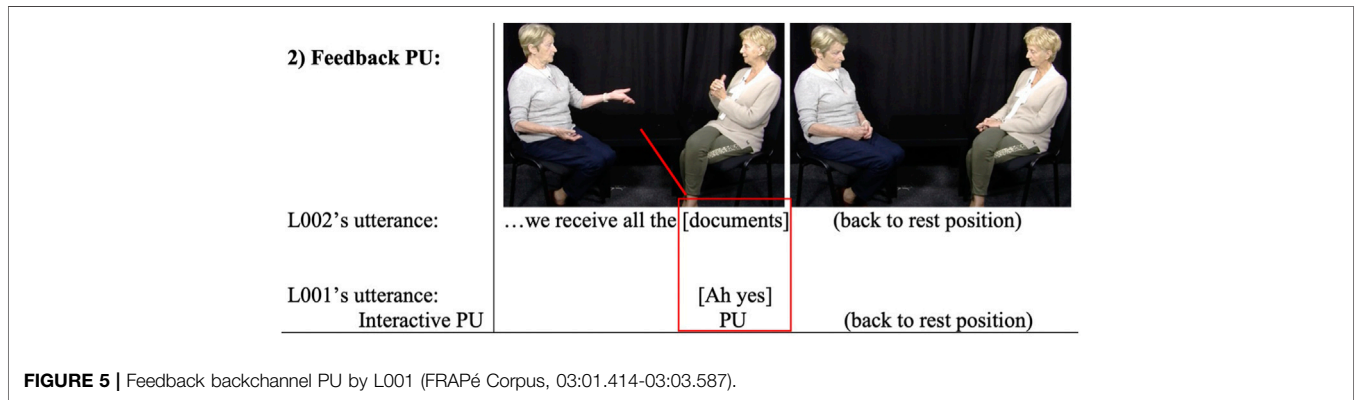 2) Feedback PU:
L002’s utterance: …we receive all the [documents] (back to rest position)
L001’s utterance: [Ah yes]
Interactive PU PU (back to rest position)
FIGURE 5 | Feedback backchannel PU by L001 (FRAPé Corpus, 03:01.414-03:03.587).